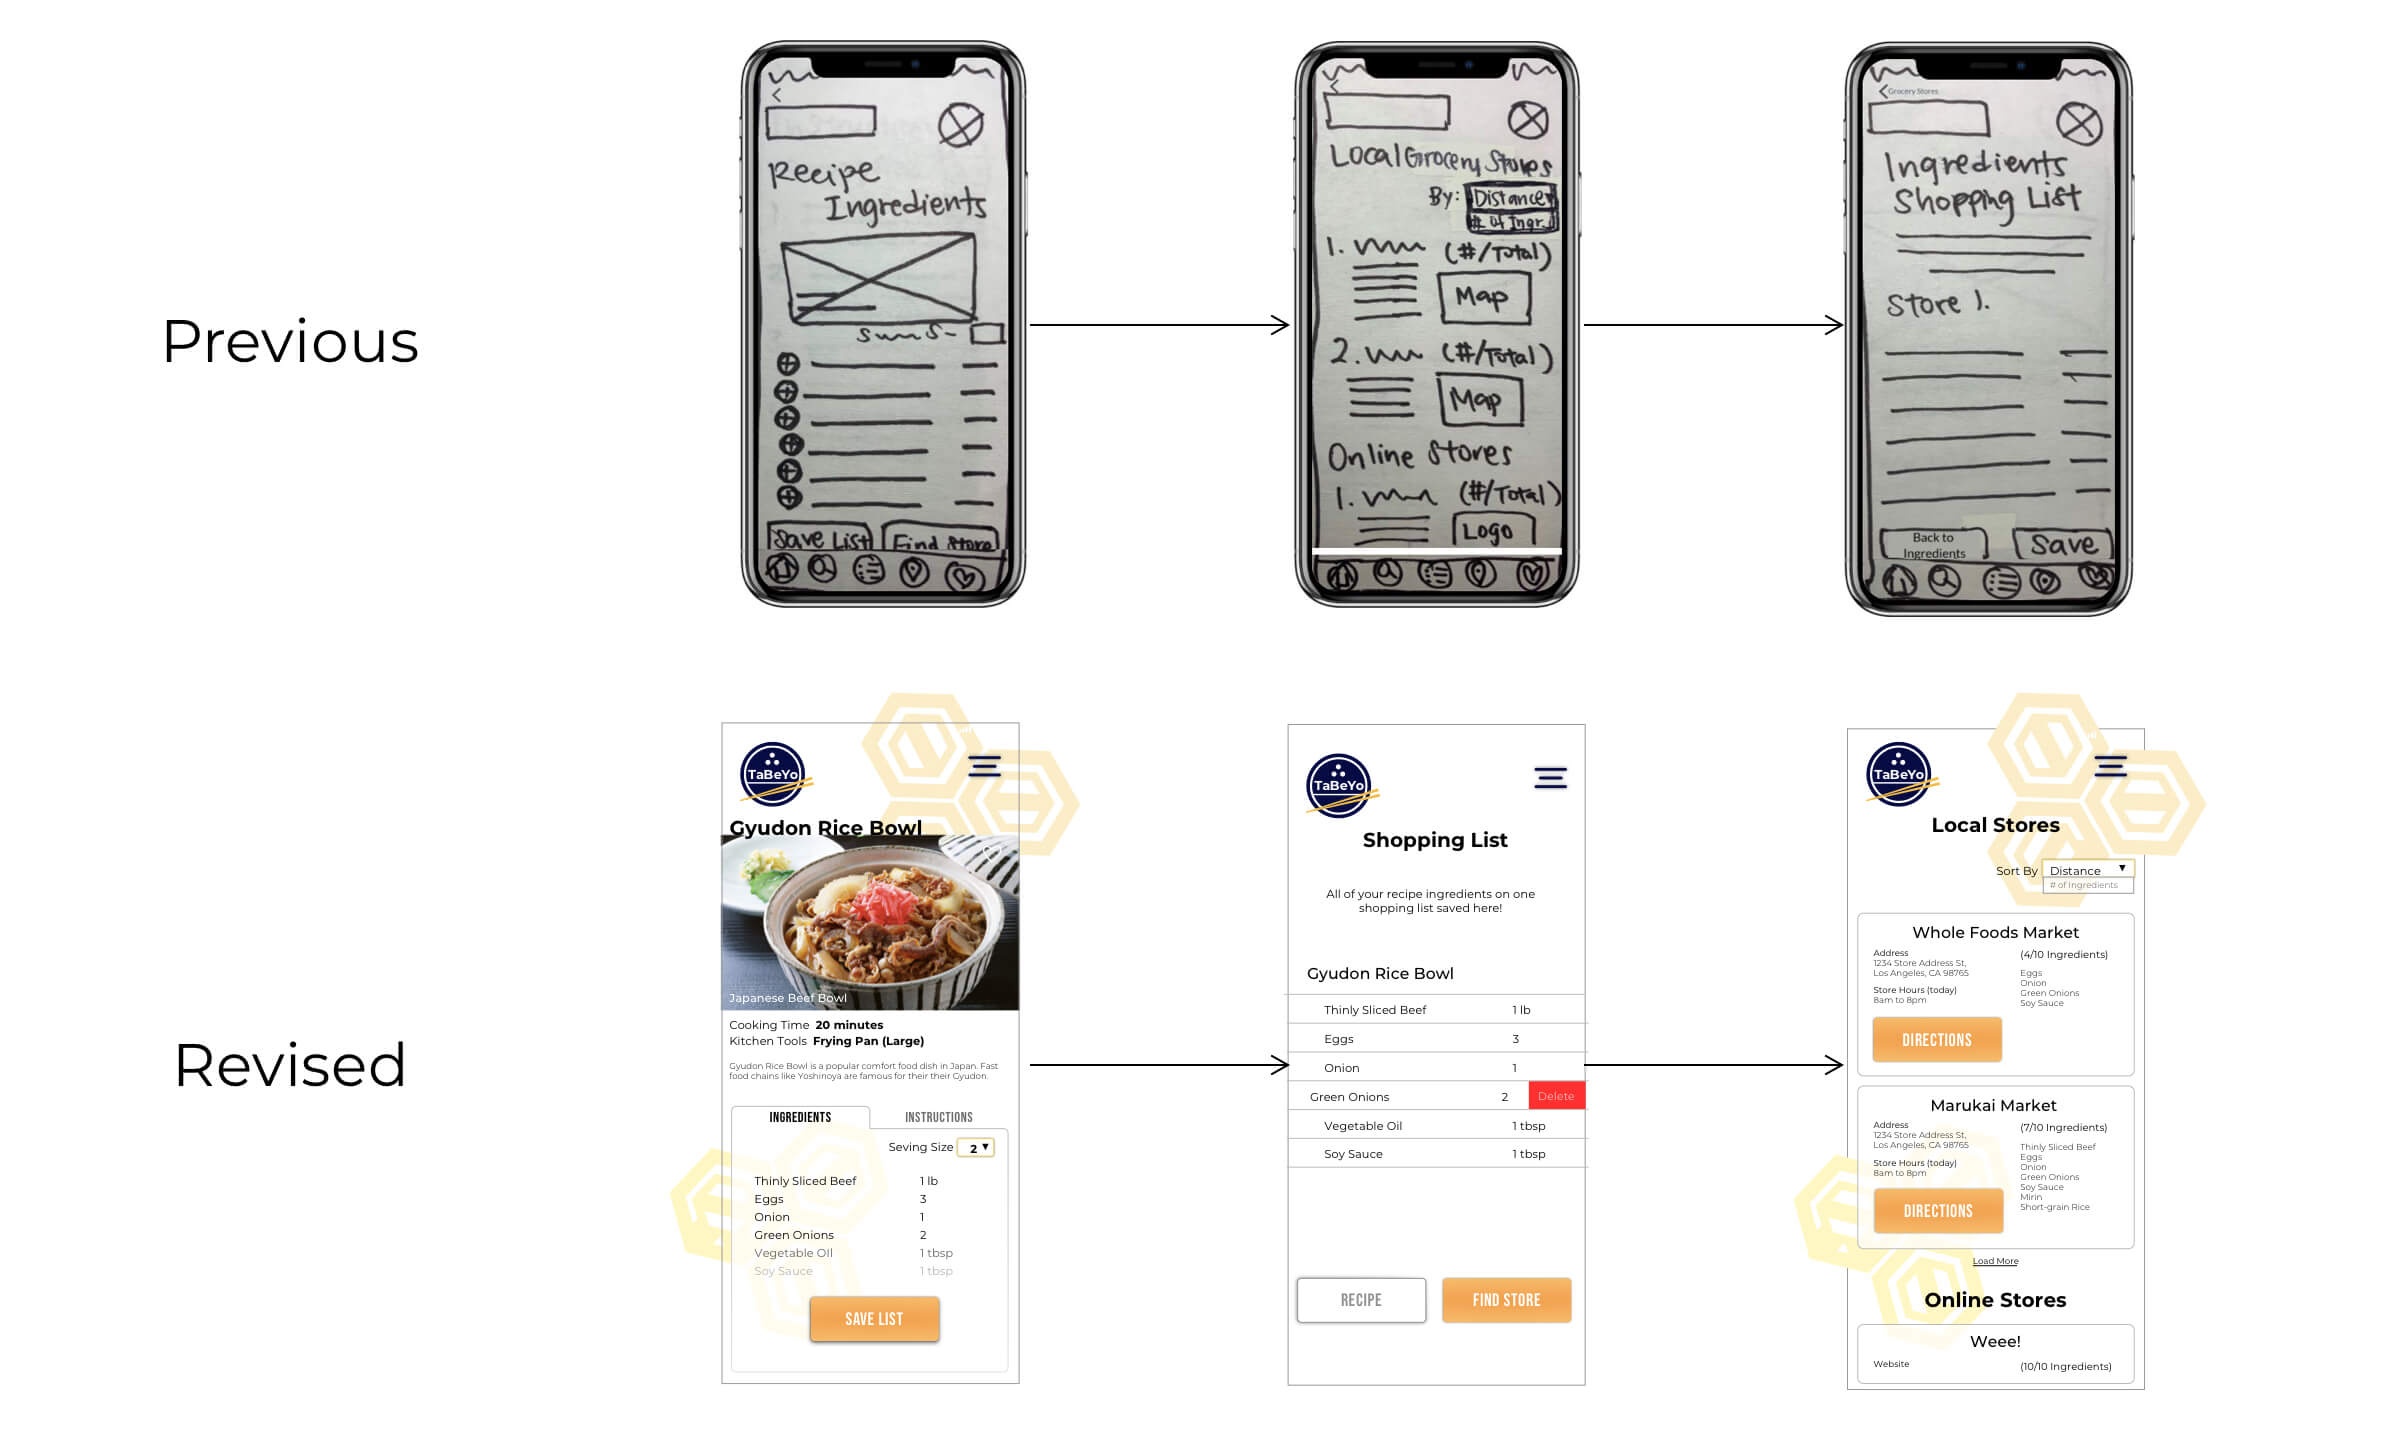 Previous
Recipe
Ingredients
Save List
Find Store
Local Grocery Stores
By: Distance
# of Ingr.
1. (#/Total)
Map
2. (#/Total)
Map
Online Stores
1. (#/Total)
Logo
Grocery Stores
Ingredients
Shopping List
Store 1.
Back to
Ingredients
Save
Revised
TaBeYo
Gyudon Rice Bowl
Japanese Beef Bowl
Cooking Time 20 minutes
Kitchen Tools Frying Pan (Large)
Gyudon Rice Bowl is a popular comfort food dish in Japan. Fast
food chains like Yoshinoya are famous for their their Gyudon.
INGREDIENTS
INSTRUCTIONS
Seving Size 2
Thinly Sliced Beef 1 lb
Eggs 3
Onion 1
Green Onions 2
Vegetable OIl 1 tbsp
Soy Sauce 1 tbsp
SAVE LIST
TaBeYo
Shopping List
All of your recipe ingredients on one
shopping list saved here!
Gyudon Rice Bowl
Thinly Sliced Beef 1 lb
Eggs 3
Onion 1
Green Onions 2 Delete
Vegetable Oil 1 tbsp
Soy Sauce 1 tbsp
RECIPE
FIND STORE
TaBeYo
Local Stores
Sort By Distance
# of Ingredients
Whole Foods Market
Address
1234 Store Address St,
Los Angeles, CA 98765
Store Hours (today)
8am to 8pm
(4/10 Ingredients)
Eggs
Onion
Green Onions
Soy Sauce
DIRECTIONS
Marukai Market
Address
1234 Store Address St,
Los Angeles, CA 98765
Store Hours (today)
8am to 8pm
(7/10 Ingredients)
Thinly Sliced Beef
Eggs
Onion
Green Onions
Soy Sauce
Mirin
Short-grain Rice
DIRECTIONS
Load More
Online Stores
Weee!
Website
(10/10 Ingredients)